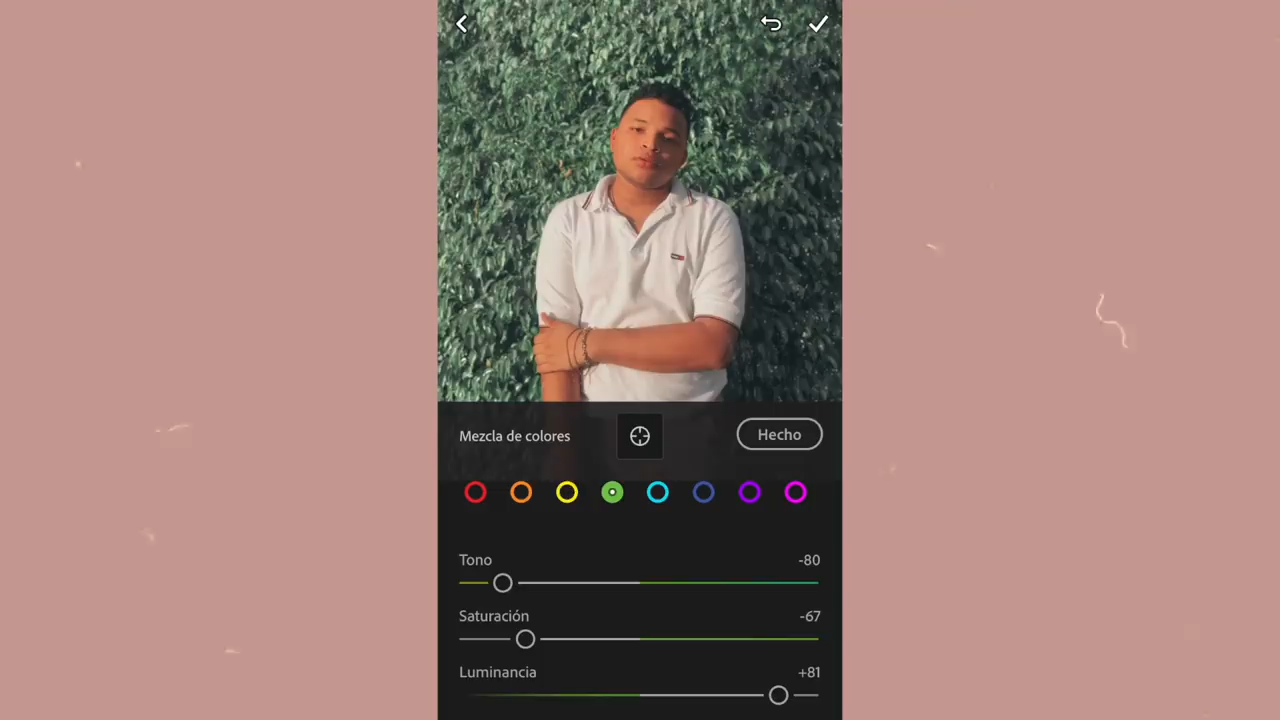 Mezcla de colores
Hecho
Tono -80
Saturación -67
Luminancia +81